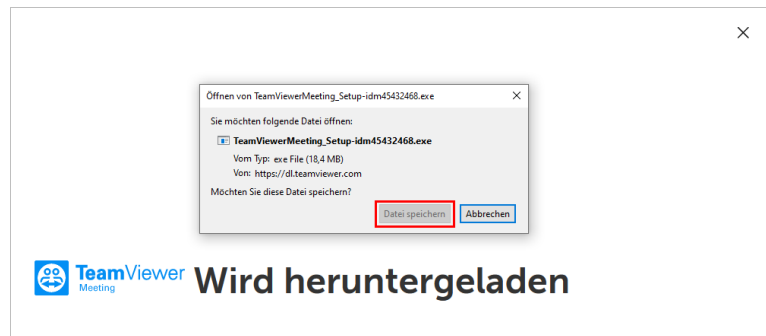 Öffnen von TeamViewerMeeting_Setup-idm45432468.exe
Sie möchten folgende Datei öffnen:
TeamViewerMeeting_Setup-idm45432468.exe
Vom Typ: exe File (18,4 MB)
Von: https://dl.teamviewer.com
Möchten Sie diese Datei speichern?
Datei speichern Abbrechen
TeamViewer
Meeting
Wird heruntergeladen